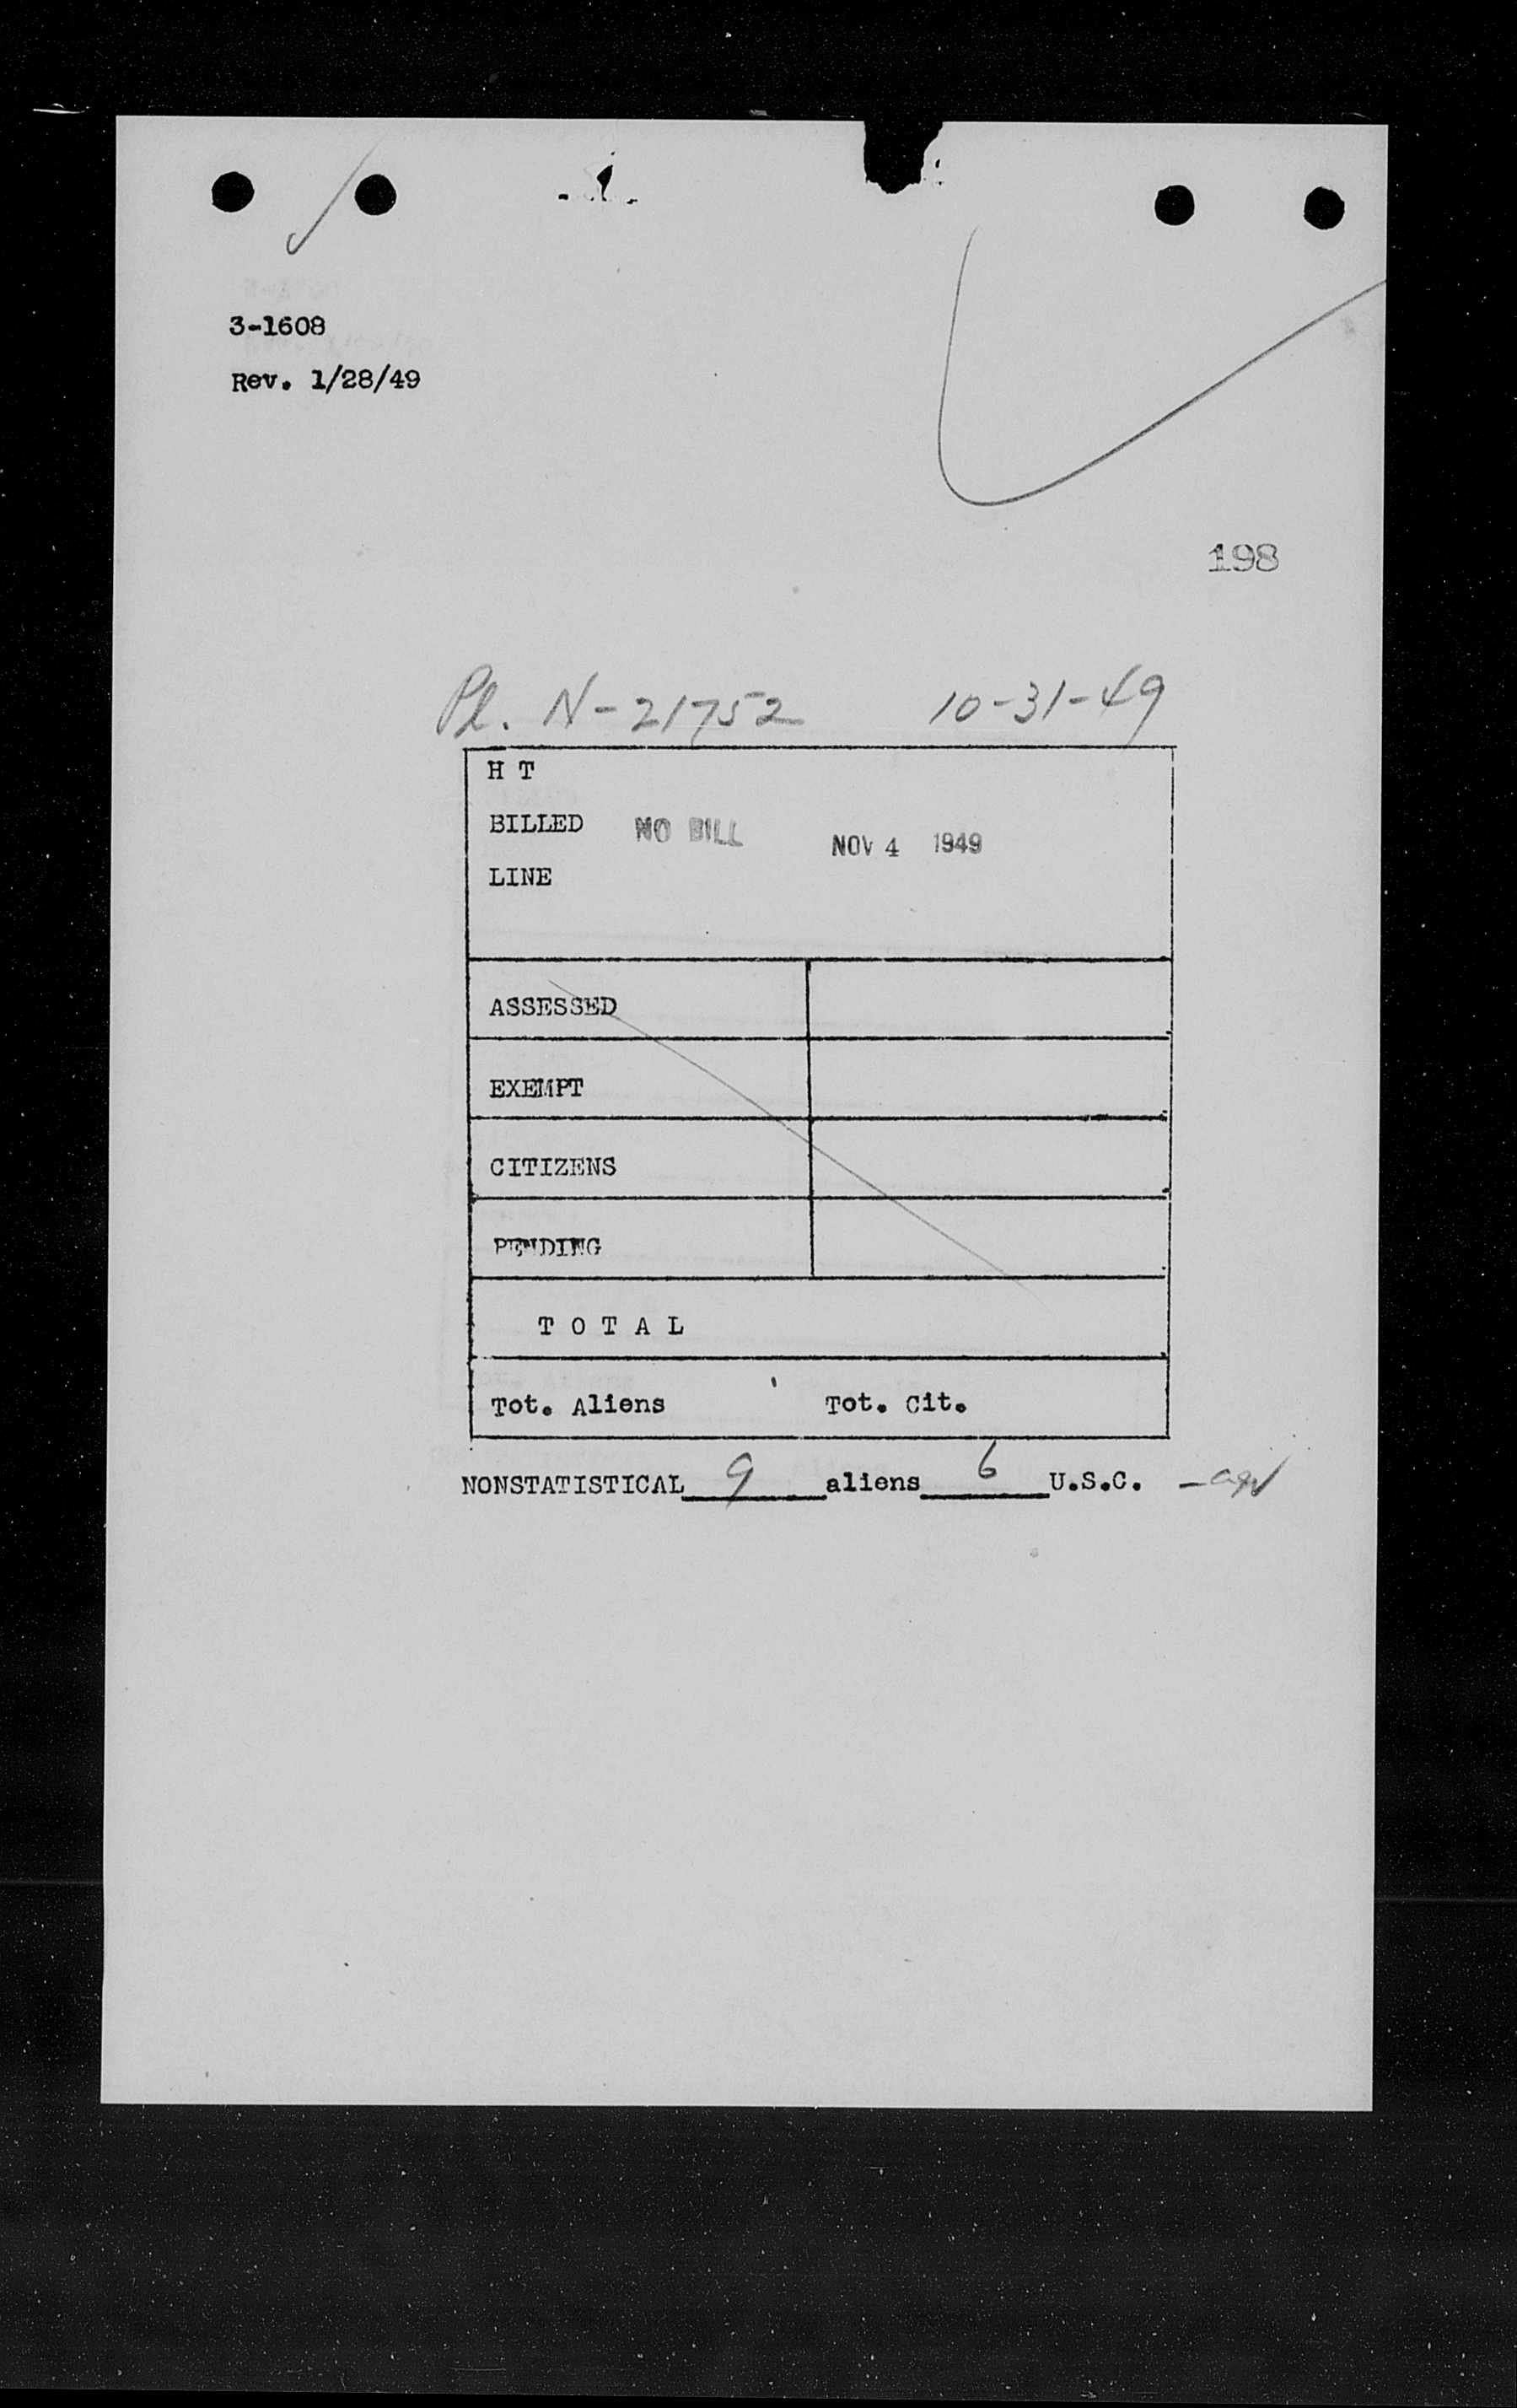 3-1608
Rev. 1/28/49
198
Pl. N-21752 10-31-49
H T
BILLED NO BILL NOV 4 1949
LINE
ASSESSED
EXEMPT
CITIZENS
PENDING
T O T A L
Tot. Aliens Tot. Cit.
NONSTATISTICAL 9 aliens 6 U.S.C.